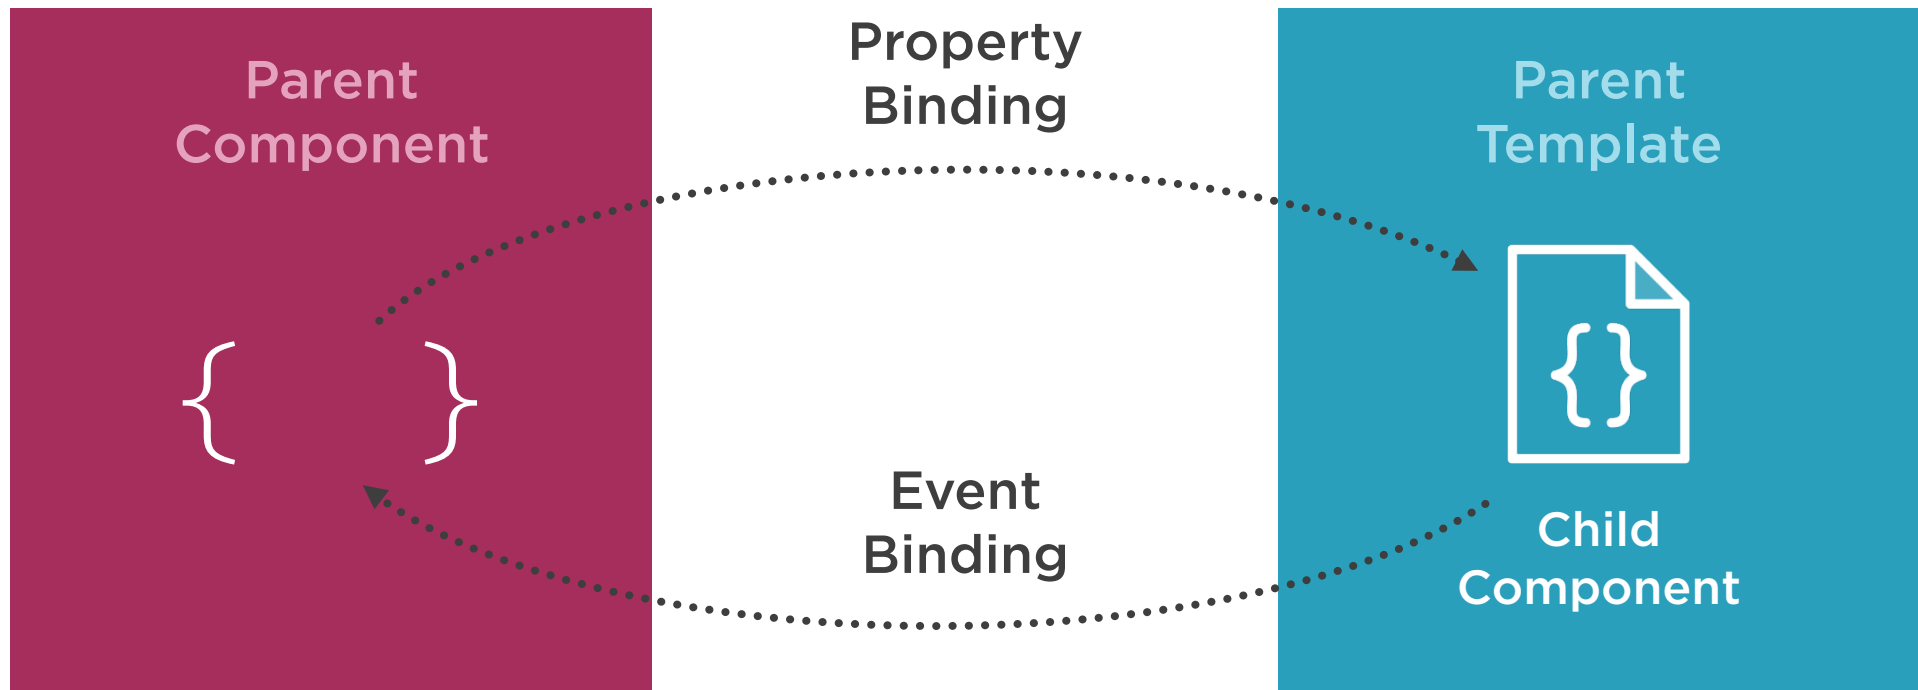 Parent
Component
{ }
Property
Binding
Event
Binding
Parent
Template
{}
Child
Component